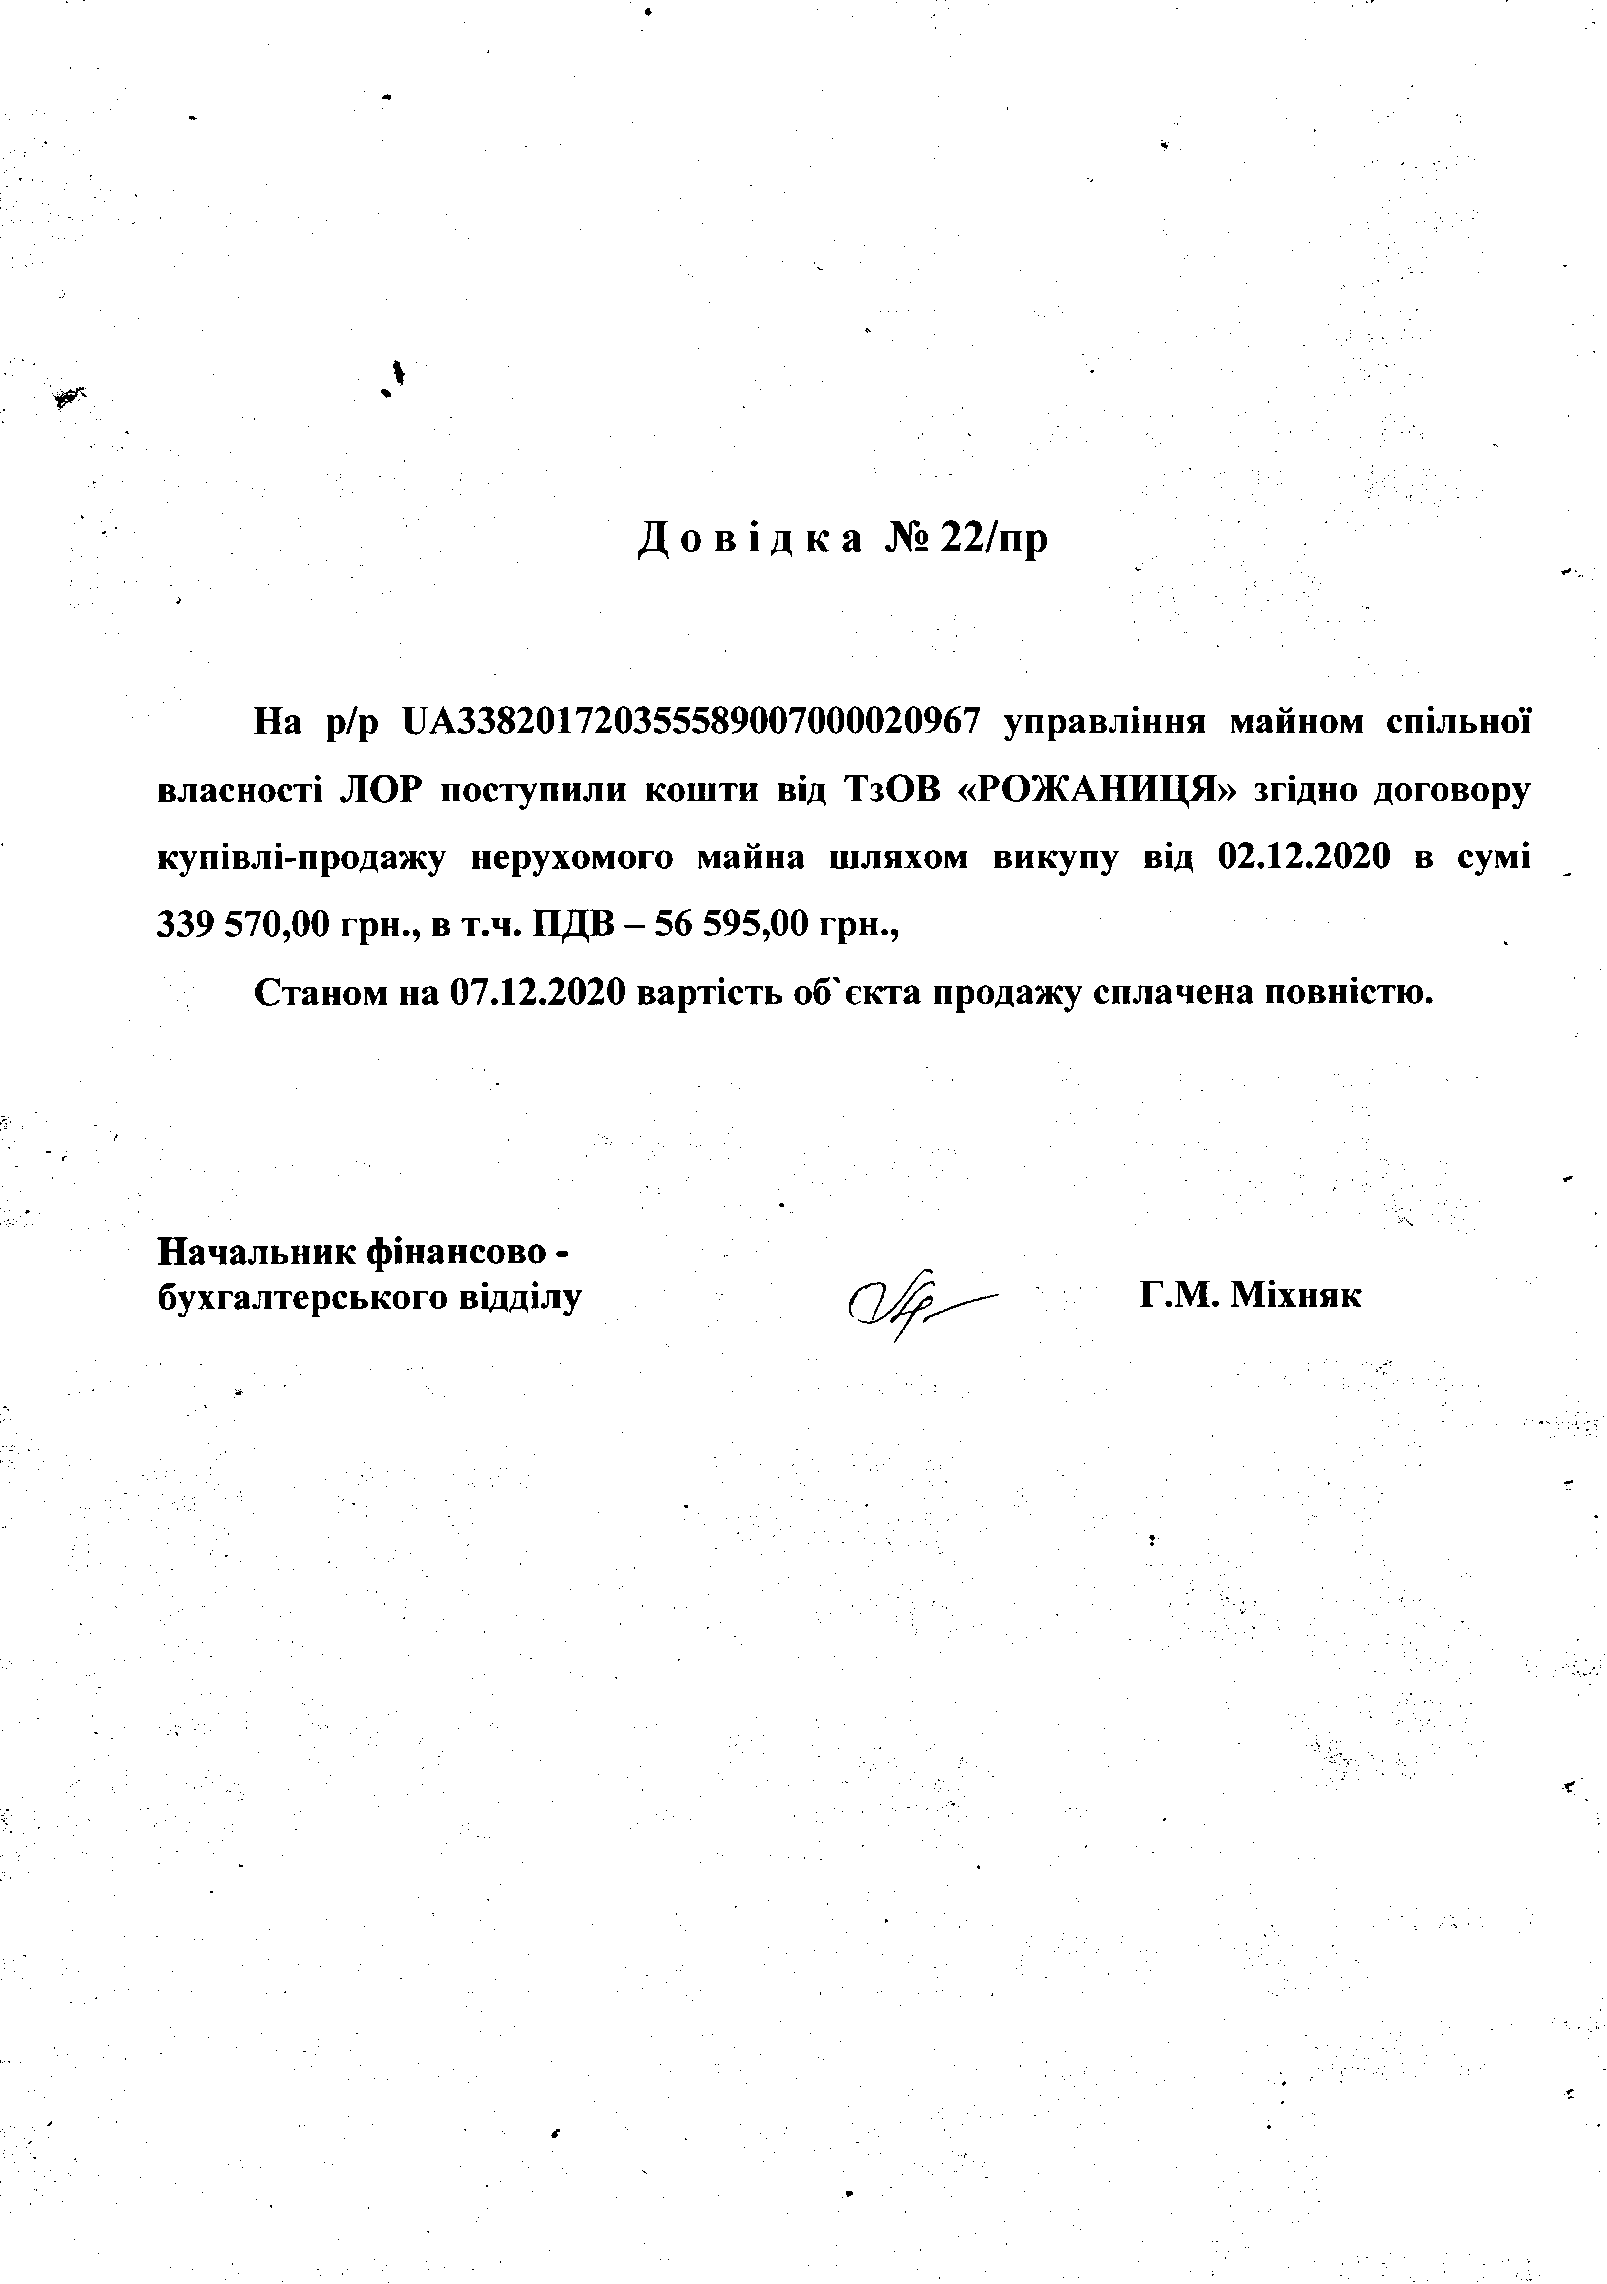 Д о в і д к а № 22/пр
На р/р UA338201720355589007000020967 управління майном спільної
власності ЛОР поступили кошти від ТзОВ «РОЖАНИЦЯ» згідно договору
купівлі-продажу нерухомого майна шляхом викупу від 02.12.2020 в сумі
339 570,00 грн., в т.ч. ПДВ – 56 595,00 грн.,
Станом на 07.12.2020 вартість об`єкта продажу сплачена повністю.
Начальник фінансово -
бухгалтерського відділу
Г.М. Міхняк